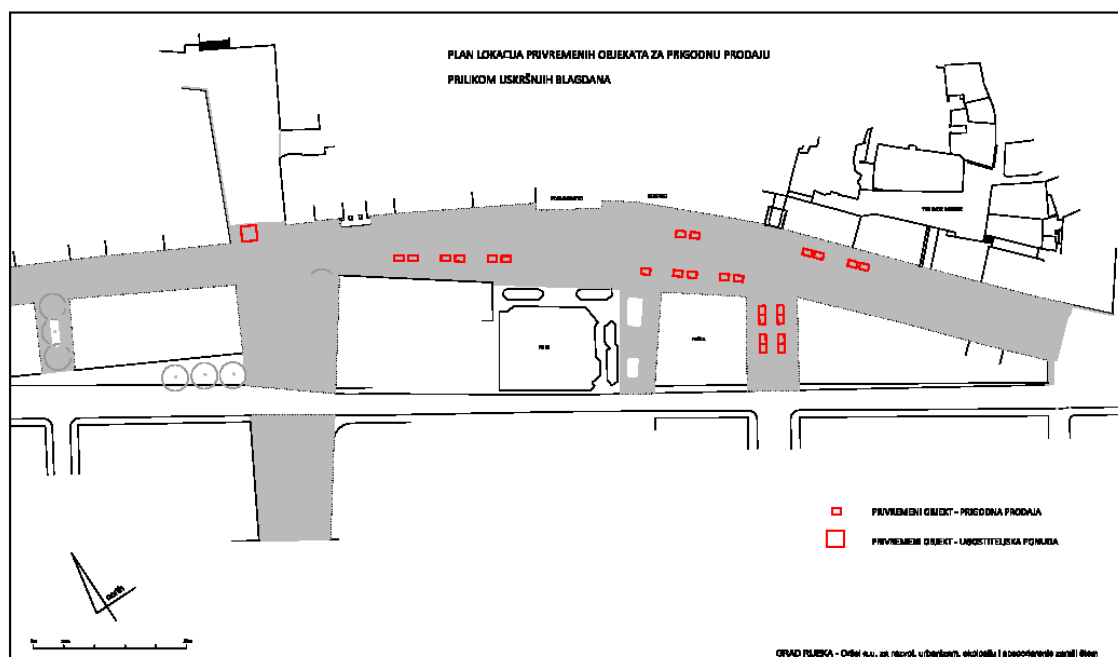 PLAN LOKACIJA PRIVREMENIH OBJEKATA ZA PRIGODNU PRODAJU
PRILIKOM USKRŠNJIH BLAGDANA
PRIVREMENI OBJEKT - PRIGODNA PRODAJA
PRIVREMENI OBJEKT - UGOSTITELJSKA PONUDA
north
GRAD RIJEKA - Odjel g.u. za razvoj, urbanizam, ekologiju i gospodarenje zemljištem